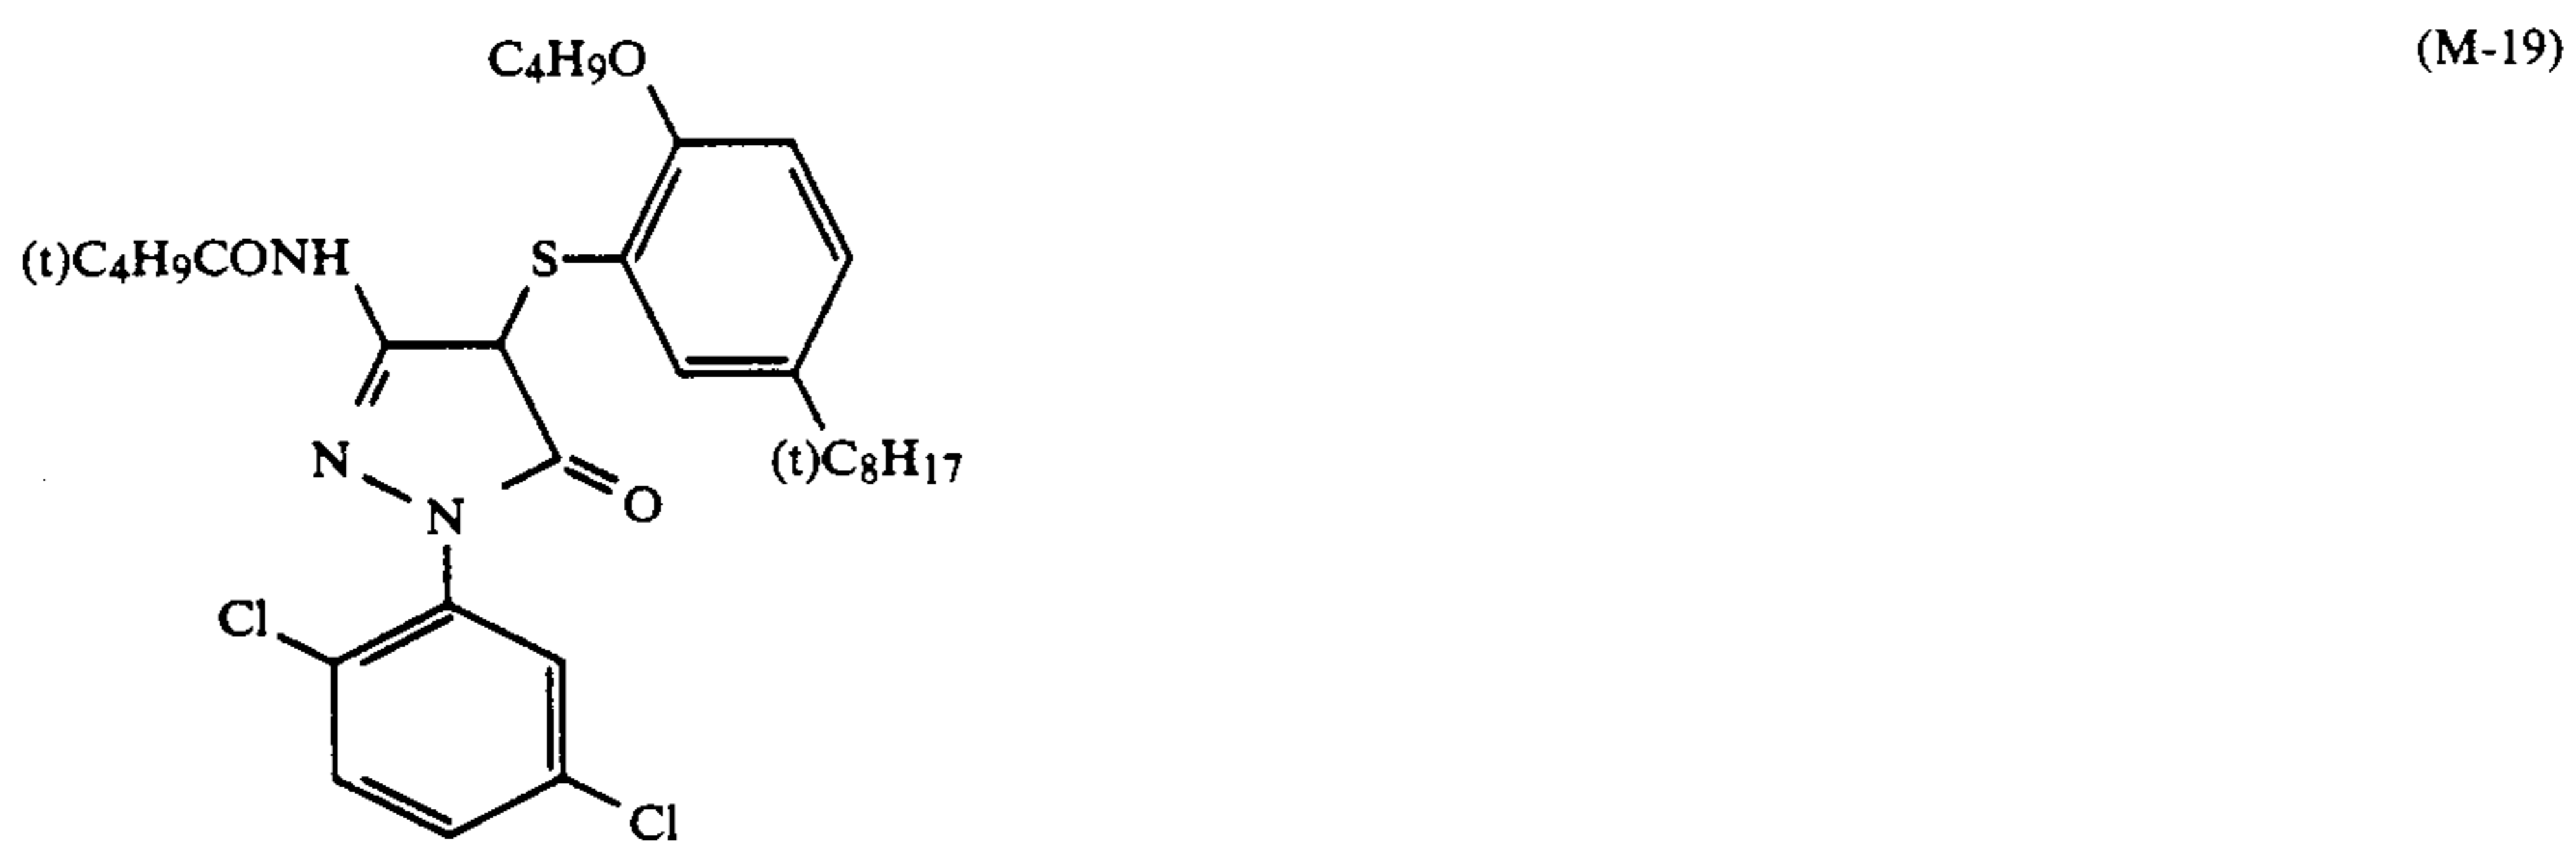 C₄H₉O (M-19)
(t)C₄H₉CONH S
N (t)C₈H₁₇
N O
Cl
Cl